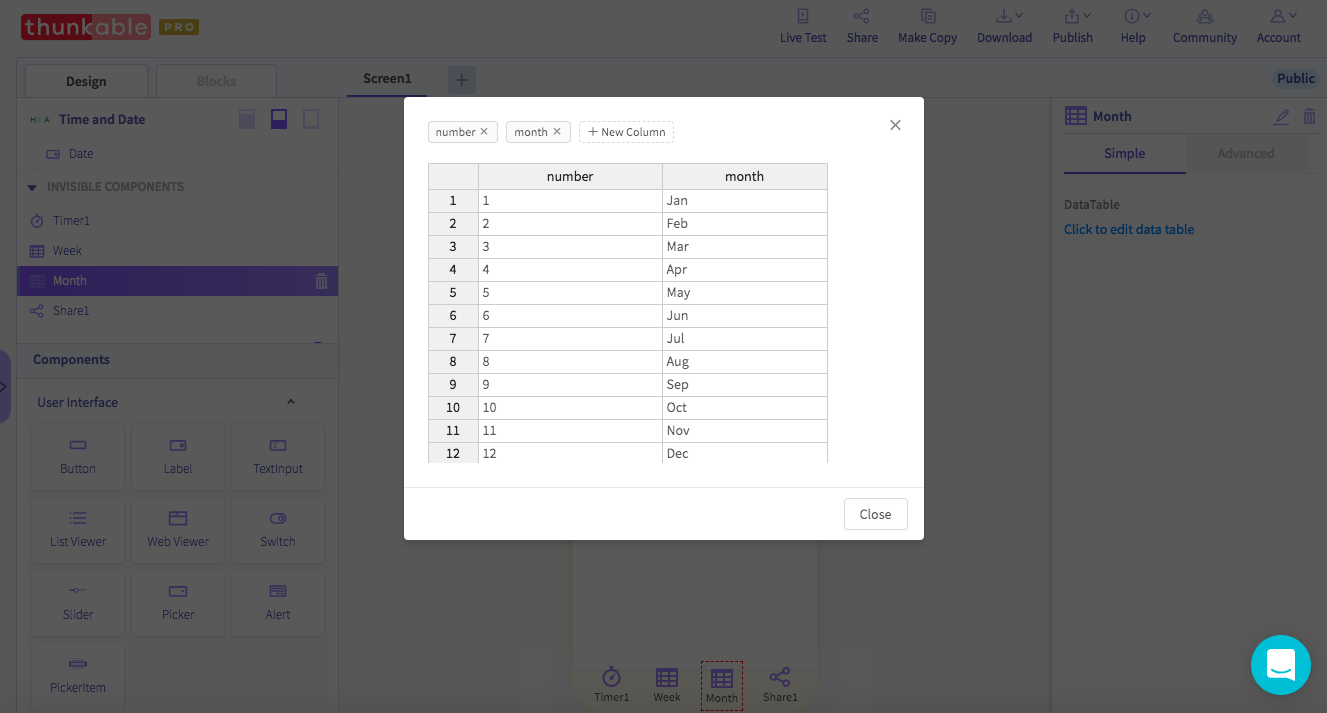 thunkable PRO
Live Test Share Make Copy Download Publish Help Community Account
Design Blocks Screen1 Public
Time and Date
Date
INVISIBLE COMPONENTS
Timer1
Week
Month
Share1
Components
User Interface
Button Label TextInput
List Viewer Web Viewer Switch
Slider Picker Alert
PickerItem
number month New Column
number month
1 1 Jan
2 2 Feb
3 3 Mar
4 4 Apr
5 5 May
6 6 Jun
7 7 Jul
8 8 Aug
9 9 Sep
10 10 Oct
11 11 Nov
12 12 Dec
Close
Timer1 Week Month Share1
Month
Simple Advanced
DataTable
Click to edit data table